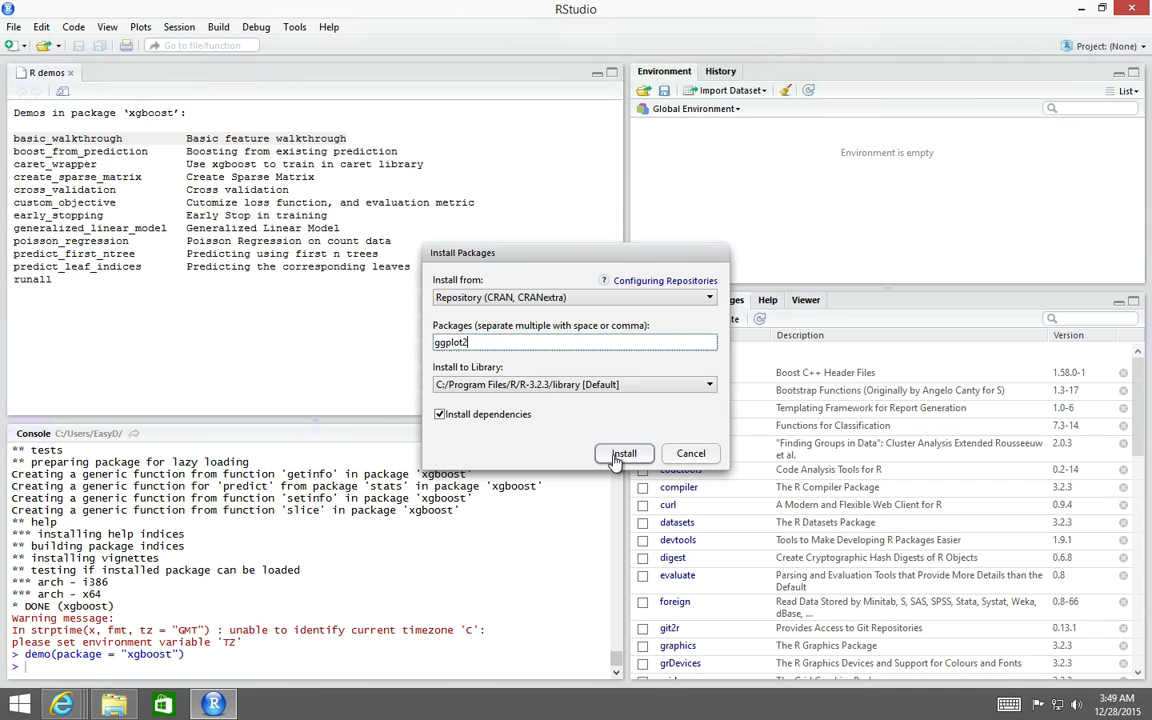 RStudio
File Edit Code View Plots Session Build Debug Tools Help
Go to file/function
Project: (None)
R demos
Demos in package ‘xgboost’:
basic_walkthrough Basic feature walkthrough
boost_from_prediction Boosting from existing prediction
caret_wrapper Use xgboost to train in caret library
create_sparse_matrix Create Sparse Matrix
cross_validation Cross validation
custom_objective Cutomize loss function, and evaluation metric
early_stopping Early Stop in training
generalized_linear_model Generalized Linear Model
poisson_regression Poisson Regression on count data
predict_first_ntree Predicting using first n trees
predict_leaf_indices Predicting the corresponding leaves
runall
Environment History
Import Dataset
List
Global Environment
Environment is empty
Install Packages
Install from:
? Configuring Repositories
Repository (CRAN, CRANextra)
Packages (separate multiple with space or comma):
ggplot2
Install to Library:
C:/Program Files/R/R-3.2.3/library [Default]
Install dependencies
Install Cancel
Console C:/Users/EasyD/
** tests
** preparing package for lazy loading
Creating a generic function from function 'getinfo' in package 'xgboost'
Creating a generic function for 'predict' from package 'stats' in package 'xgboost'
Creating a generic function from function 'setinfo' in package 'xgboost'
Creating a generic function from function 'slice' in package 'xgboost'
** help
*** installing help indices
** building package indices
** installing vignettes
** testing if installed package can be loaded
*** arch - i386
*** arch - x64
* DONE (xgboost)
Warning message:
In strptime(x, fmt, tz = "GMT") : unable to identify current timezone 'C':
please set environment variable 'TZ'
> demo(package = "xgboost")
>
ges Help Viewer
te
Description Version
Boost C++ Header Files 1.58.0-1
Bootstrap Functions (Originally by Angelo Canty for S) 1.3-17
Templating Framework for Report Generation 1.0-6
Functions for Classification 7.3-14
"Finding Groups in Data": Cluster Analysis Extended Rousseeuw 2.0.3
et al.
codetools Code Analysis Tools for R 0.2-14
compiler The R Compiler Package 3.2.3
curl A Modern and Flexible Web Client for R 0.9.4
datasets The R Datasets Package 3.2.3
devtools Tools to Make Developing R Packages Easier 1.9.1
digest Create Cryptographic Hash Digests of R Objects 0.6.8
evaluate Parsing and Evaluation Tools that Provide More Details than the 0.8
Default
foreign Read Data Stored by Minitab, S, SAS, SPSS, Stata, Systat, Weka, 0.8-66
dBase, ...
git2r Provides Access to Git Repositories 0.13.1
graphics The R Graphics Package 3.2.3
grDevices The R Graphics Devices and Support for Colours and Fonts 3.2.3
3:49 AM
12/28/2015